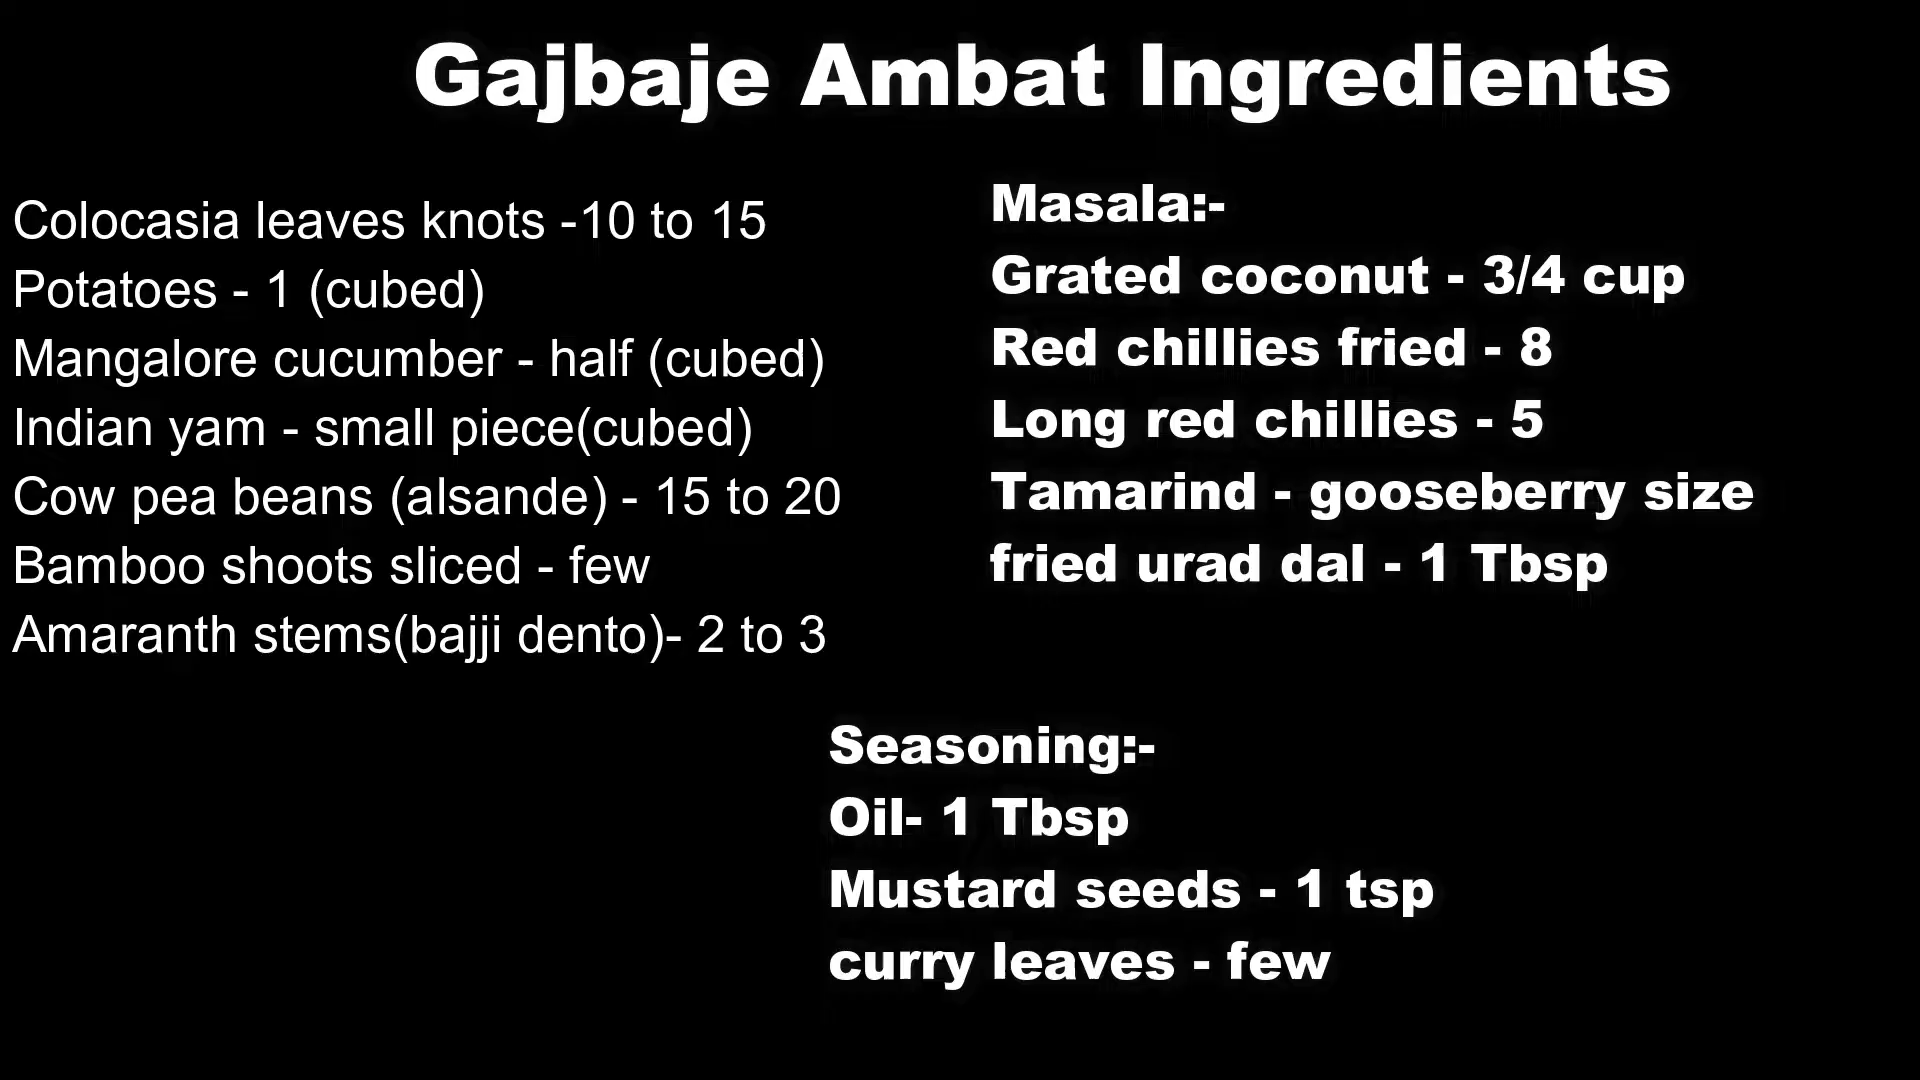 Gajbaje Ambat Ingredients
Colocasia leaves knots -10 to 15
Potatoes - 1 (cubed)
Mangalore cucumber - half (cubed)
Indian yam - small piece(cubed)
Cow pea beans (alsande) - 15 to 20
Bamboo shoots sliced - few
Amaranth stems(bajji dento)- 2 to 3
Masala:-
Grated coconut - 3/4 cup
Red chillies fried - 8
Long red chillies - 5
Tamarind - gooseberry size
fried urad dal - 1 Tbsp
Seasoning:-
Oil- 1 Tbsp
Mustard seeds - 1 tsp
curry leaves - few